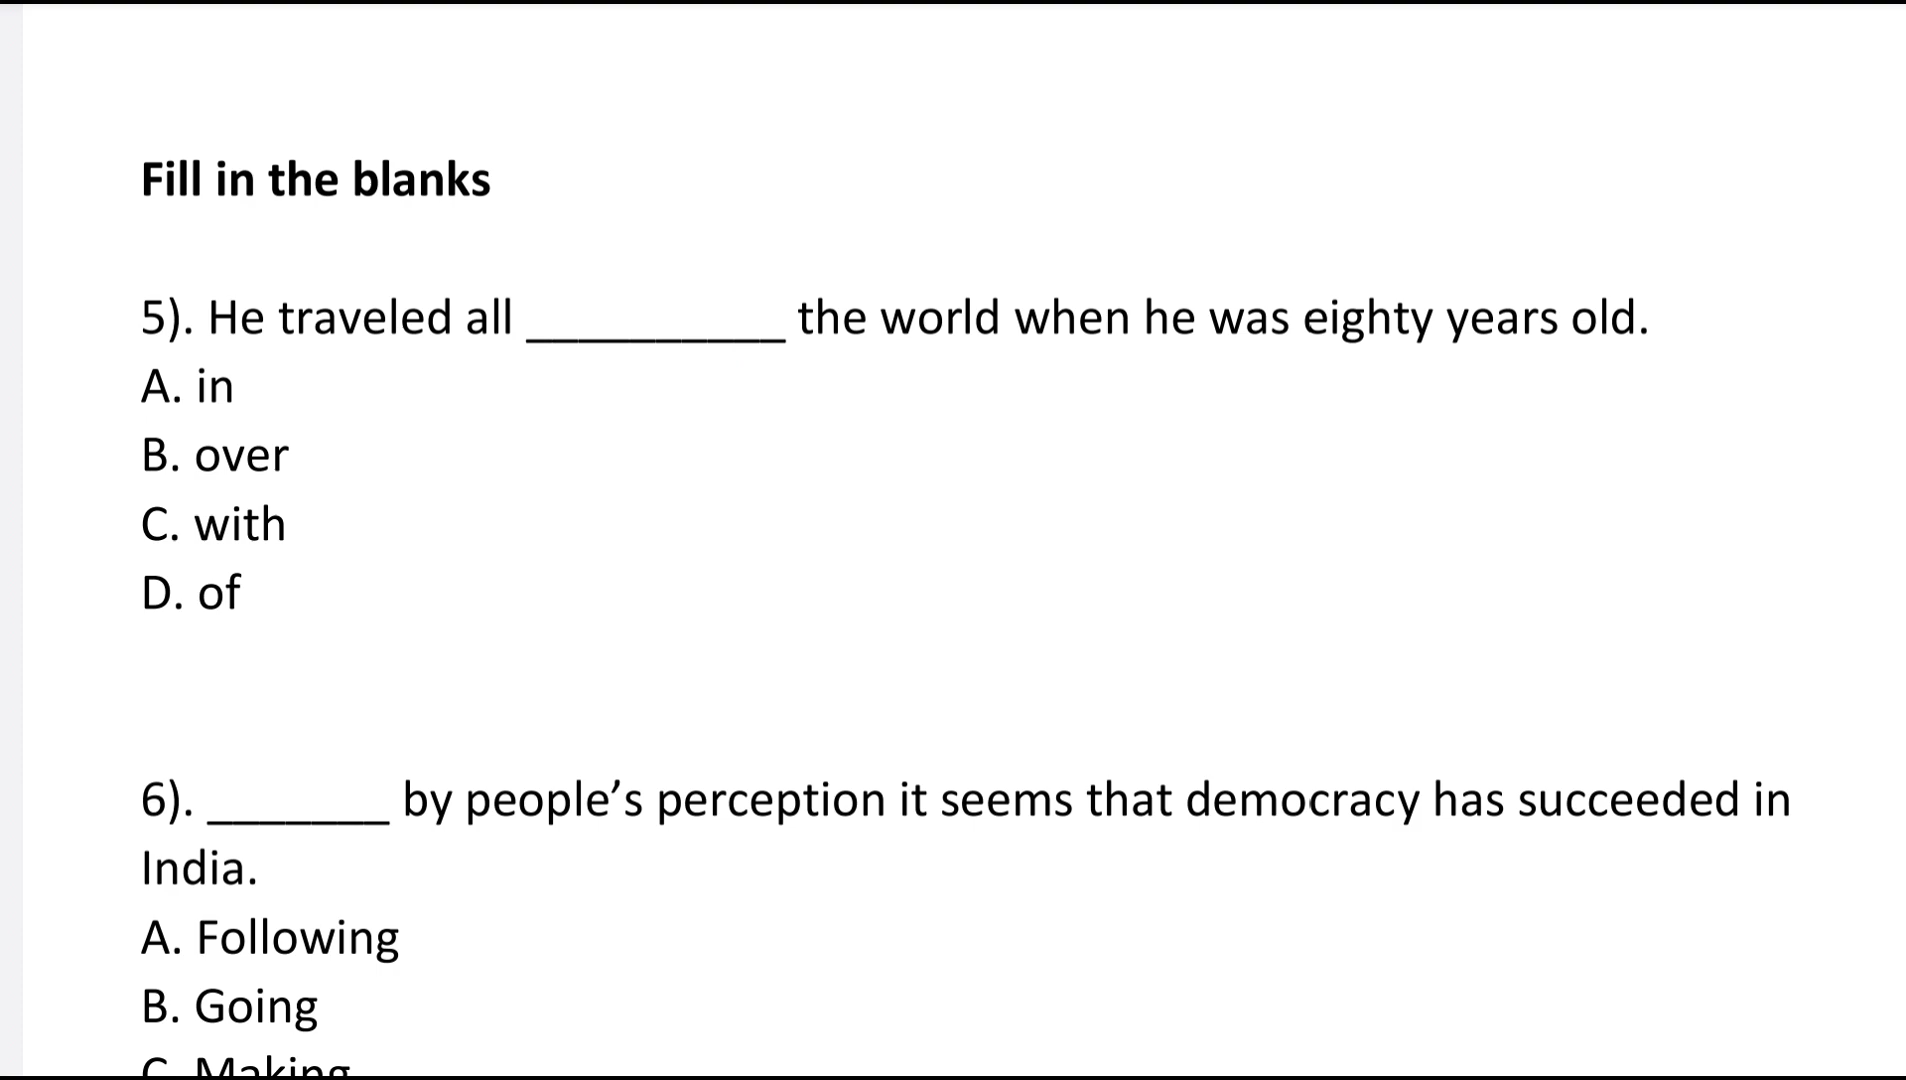 Fill in the blanks
5). He traveled all __________ the world when he was eighty years old.
A. in
B. over
C. with
D. of
6). _______ by people’s perception it seems that democracy has succeeded in
India.
A. Following
B. Going
C. Making